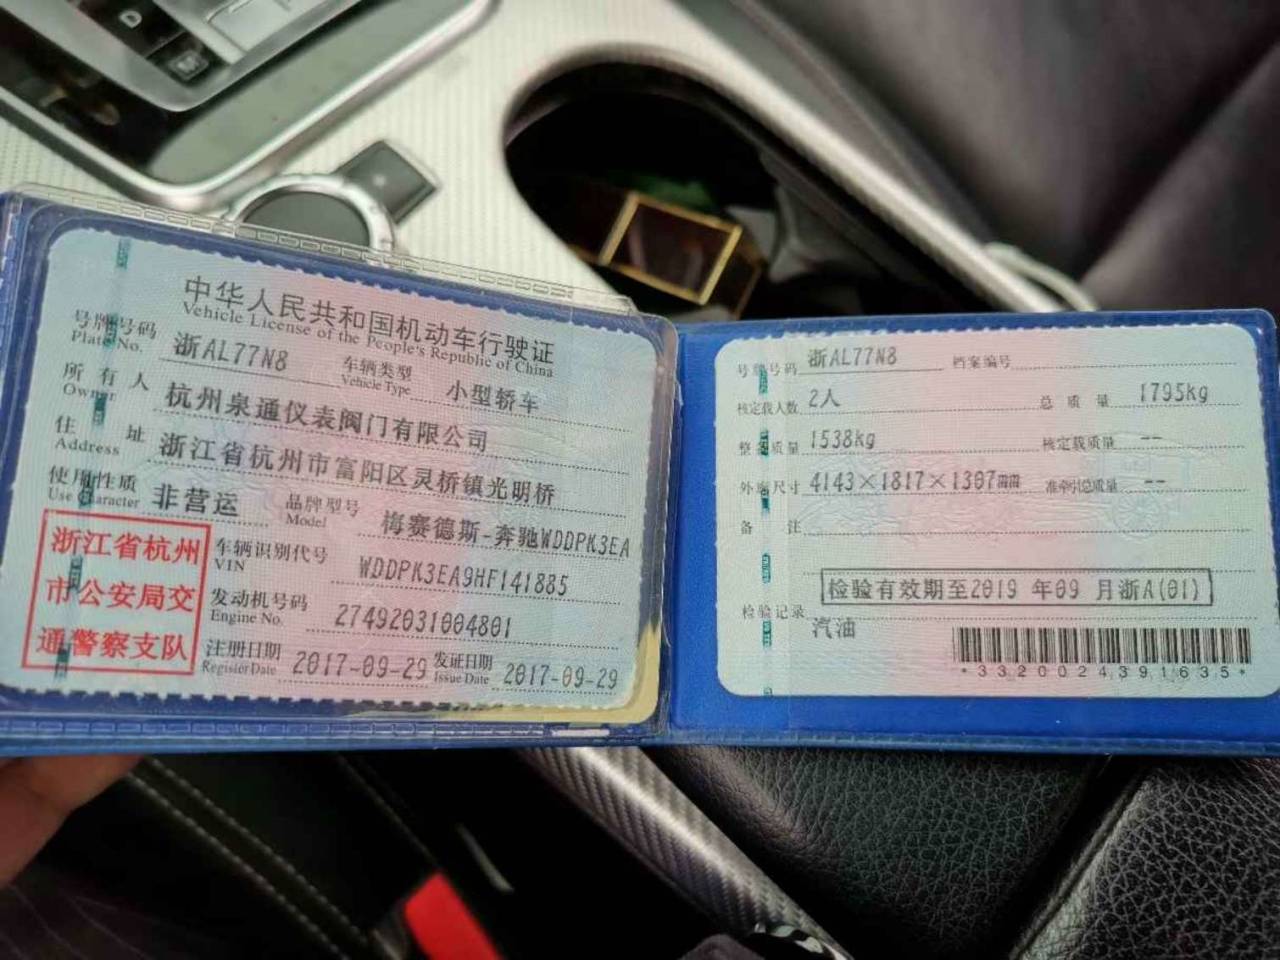 中华人民共和国机动车行驶证
Vehicle License of the People's Republic of China
号牌号码 浙AL77N8 车辆类型 小型轿车
Plate No. Vehicle Type
所有人 杭州泉通仪表阀门有限公司
Owner
住址 浙江省杭州市富阳区灵桥镇光明桥
Address
使用性质 非营运 品牌型号 梅赛德斯-奔驰WDDPK3EA
Use Character Model
浙江省杭州
市公安局交
通警察支队
车辆识别代号 WDDPK3EA9HF141885
VIN
发动机号码 27492031004801
Engine No.
注册日期 2017-09-29 发证日期 2017-09-29
Register Date Issue Date
号牌号码 浙AL77N8 档案编号
核定载人数 2人 总质量 1795kg
整备质量 1538kg 核定载质量 --
外廓尺寸 4143×1817×1307mm 准牵引总质量 --
备注
检验有效期至2019年09月浙A(01)
检验记录
汽油
*3320024391635*
D